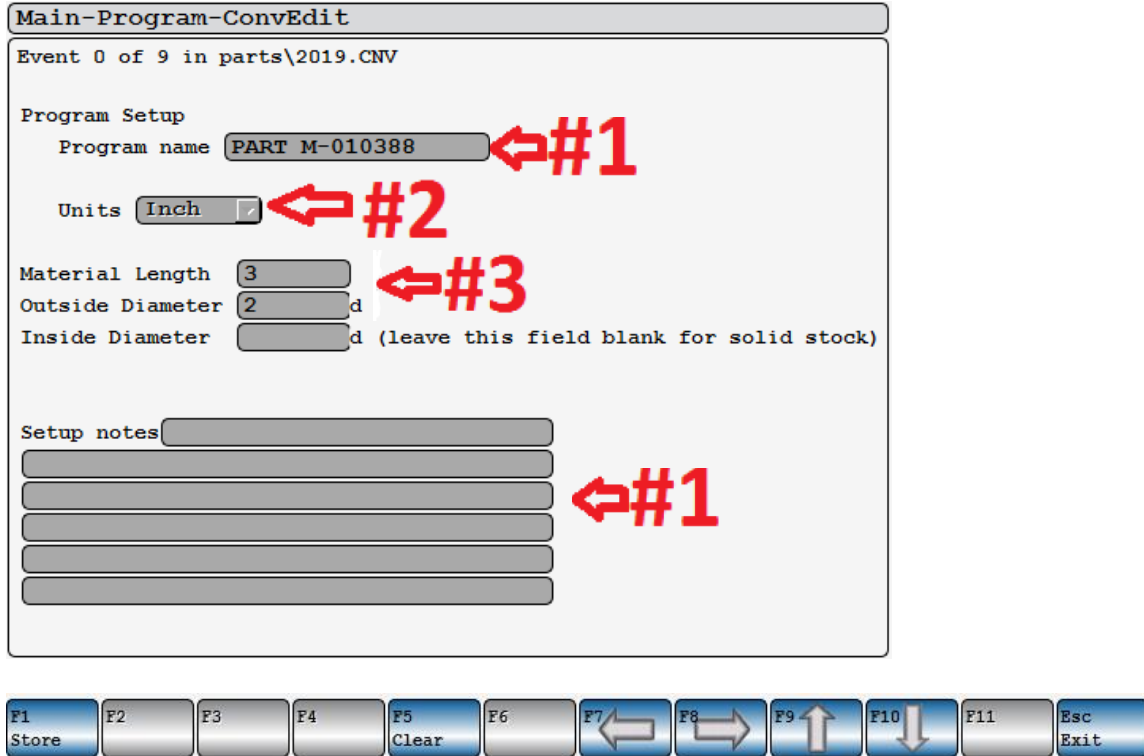 Main-Program-ConvEdit
Event 0 of 9 in parts\2019.CNV
Program Setup
Program name PART M-010388 #1
Units Inch #2
Material Length 3
#3
Outside Diameter 2 d
Inside Diameter d (leave this field blank for solid stock)
Setup notes
#1
F1 F2 F3 F4 F5 F6 F7 F8 F9 F10 F11 Esc
Store Clear Exit